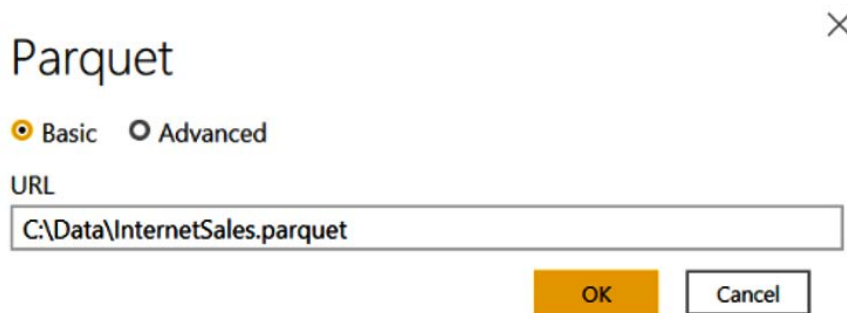 Parquet
Basic Advanced
URL
C:\Data\InternetSales.parquet
OK Cancel